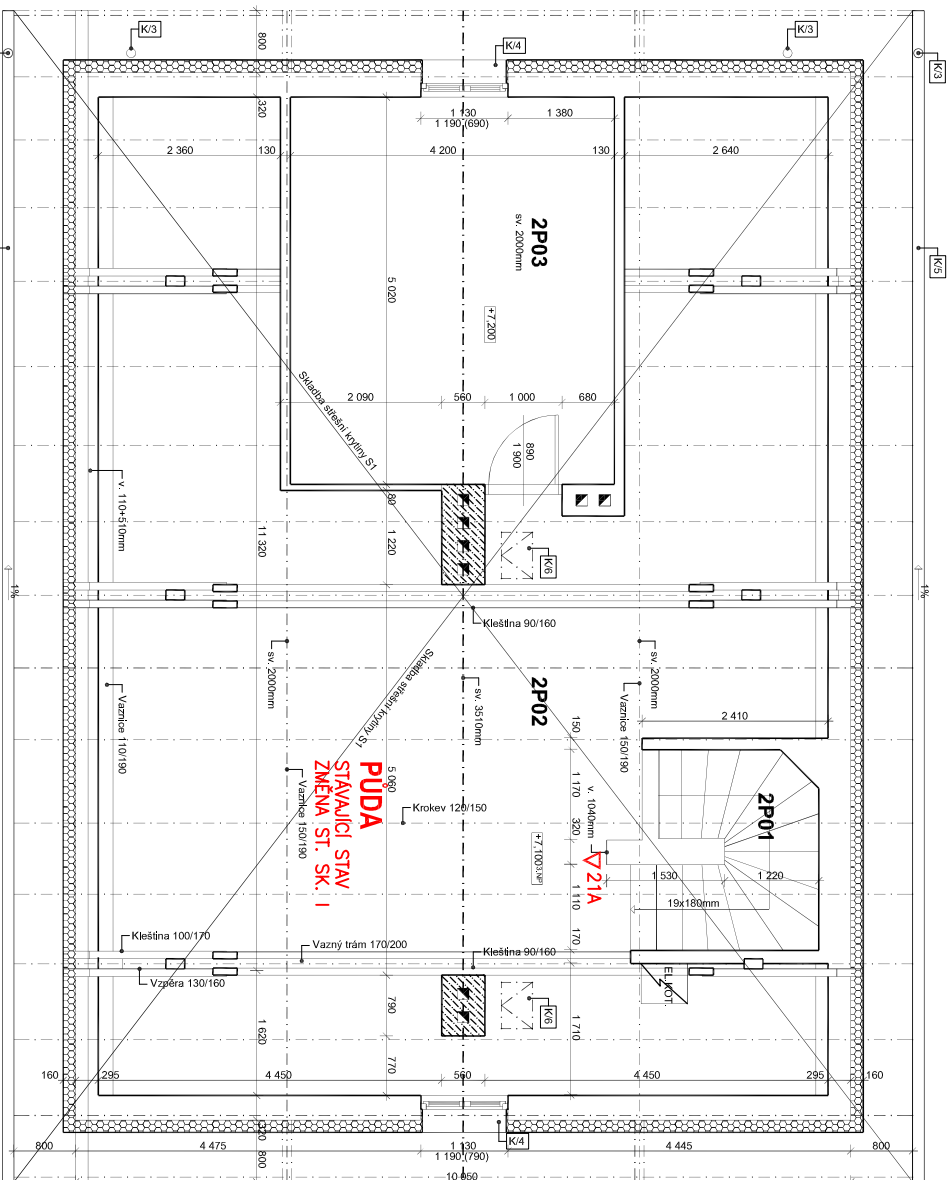 K/3
K/4
K/3
K/3
800
320
1 130
1 190 (690)
1 380
2 360
130
4 200
130
2 640
2P03
sv. 2000mm
K/5
5 020
+7,200
Skladba střešní krytiny S1
2 090
560
1 000
680
890
1 900
80
1 220
v. 110+510mm
11 320
K/6
1%
1%
Kleština 90/160
sv. 2000mm
Skladba střešní krytiny S1
sv. 3510mm
2P02
sv. 2000mm
Vaznice 150/190
Vaznice 110/190
2 410
150
1 170
320
1 110
170
PŮDA
STÁVAJÍCÍ STAV
ZMĚNA ST. SK. I
5 060
Vaznice 150/190
Krokev 120/150
v. 1040mm
2P01
+7,100 3.NP
21A
1 530
1 220
19x180mm
Kleština 100/170
Vazný trám 170/200
Kleština 90/160
Vzpěra 130/160
EL.KOT.
K/6
790
1 710
1 620
770
160
295
4 450
560
4 450
295
160
320
K/4
800
4 475
1 130
1 190 (790)
4 445
800
800
10 050